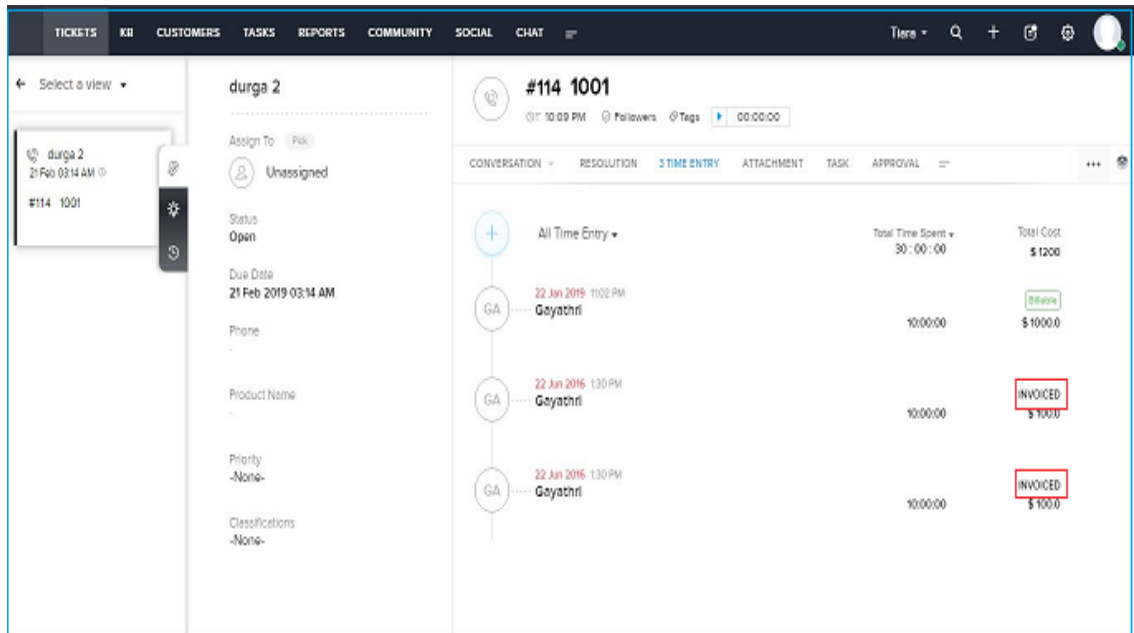 TICKETS KB CUSTOMERS TASKS REPORTS COMMUNITY SOCIAL CHAT Tiera
Select a view
durga 2
21 Feb 03:14 AM
#114 1001
durga 2
Assign To Pick
Unassigned
Status
Open
Due Date
21 Feb 2019 03:14 AM
Phone
-
Product Name
-
Priority
-None-
Classifications
-None-
#114 1001
10:09 PM Followers Tags 00:00:00
CONVERSATION RESOLUTION 3 TIME ENTRY ATTACHMENT TASK APPROVAL
All Time Entry Total Time Spent Total Cost
30 : 00 : 00 $ 1200
22 Jan 2019 11:02 PM
GA Gayathri Billable
10:00:00 $ 1000.0
22 Jun 2016 1:30 PM
GA Gayathri INVOICED
10:00:00 $ 100.0
22 Jun 2016 1:30 PM
GA Gayathri INVOICED
10:00:00 $ 100.0